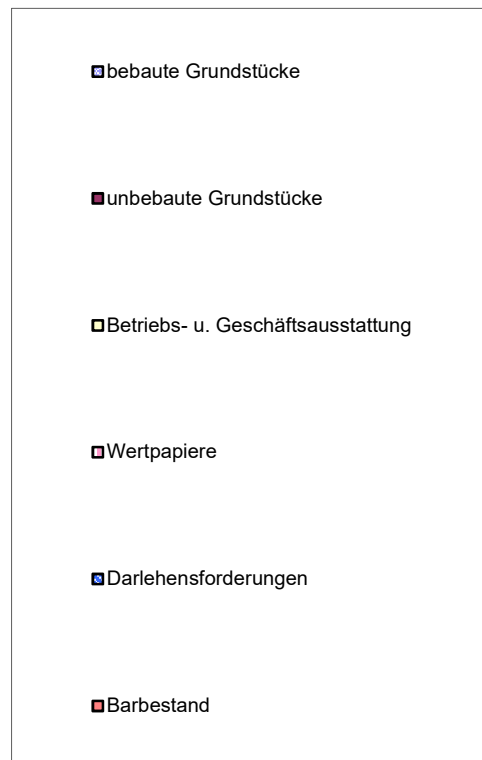 bebaute Grundstücke
unbebaute Grundstücke
Betriebs- u. Geschäftsausstattung
Wertpapiere
Darlehensforderungen
Barbestand